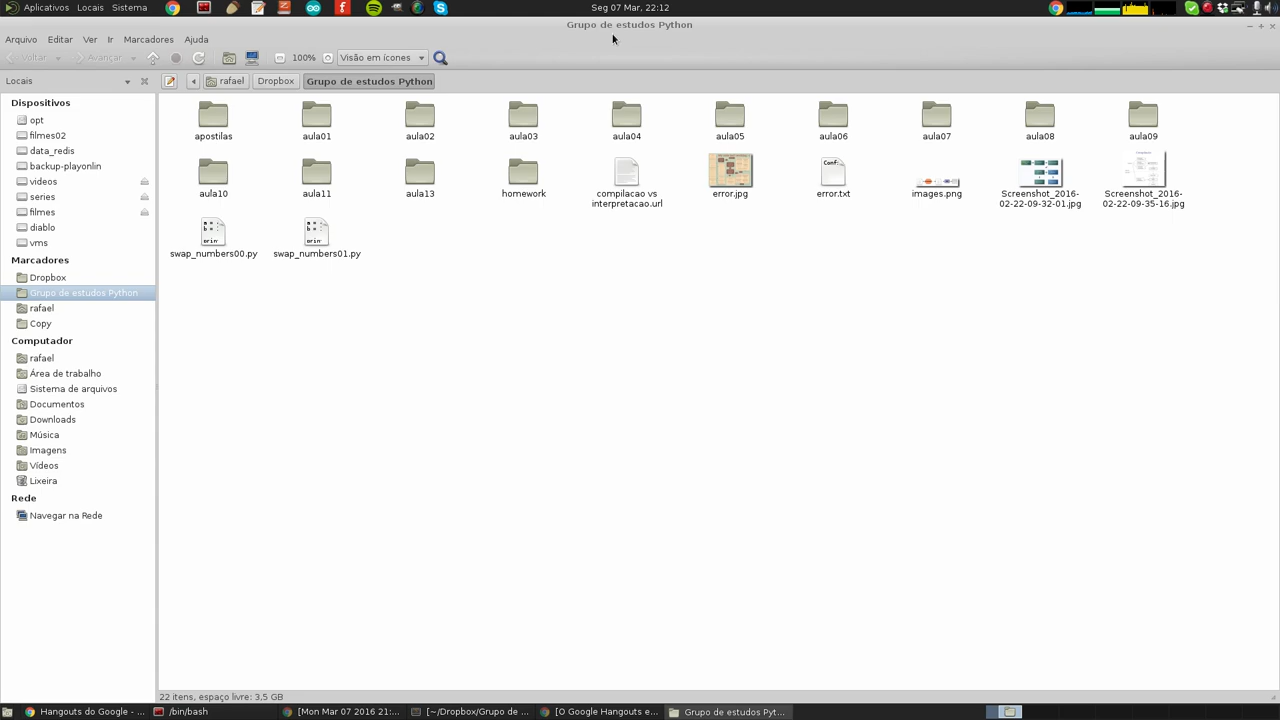 Aplicativos Locais Sistema
Seg 07 Mar, 22:12
Grupo de estudos Python
Arquivo Editar Ver Ir Marcadores Ajuda
Voltar Avançar 100% Visão em ícones
Locais rafael Dropbox Grupo de estudos Python
Dispositivos
opt
filmes02
data_redis
backup-playonlin
videos
series
filmes
diablo
vms
Marcadores
Dropbox
Grupo de estudos Python
rafael
Copy
Computador
rafael
Área de trabalho
Sistema de arquivos
Documentos
Downloads
Música
Imagens
Vídeos
Lixeira
Rede
Navegar na Rede
apostilas aula01 aula02 aula03 aula04 aula05 aula06 aula07 aula08 aula09
aula10 aula11 aula13 homework compilacao vs interpretacao.url error.jpg error.txt images.png Screenshot_2016-02-22-09-32-01.jpg Screenshot_2016-02-22-09-35-16.jpg
swap_numbers00.py swap_numbers01.py
22 itens, espaço livre: 3,5 GB
Hangouts do Google - ... /bin/bash [Mon Mar 07 2016 21:... [~/Dropbox/Grupo de ... [O Google Hangouts e... Grupo de estudos Pyt...